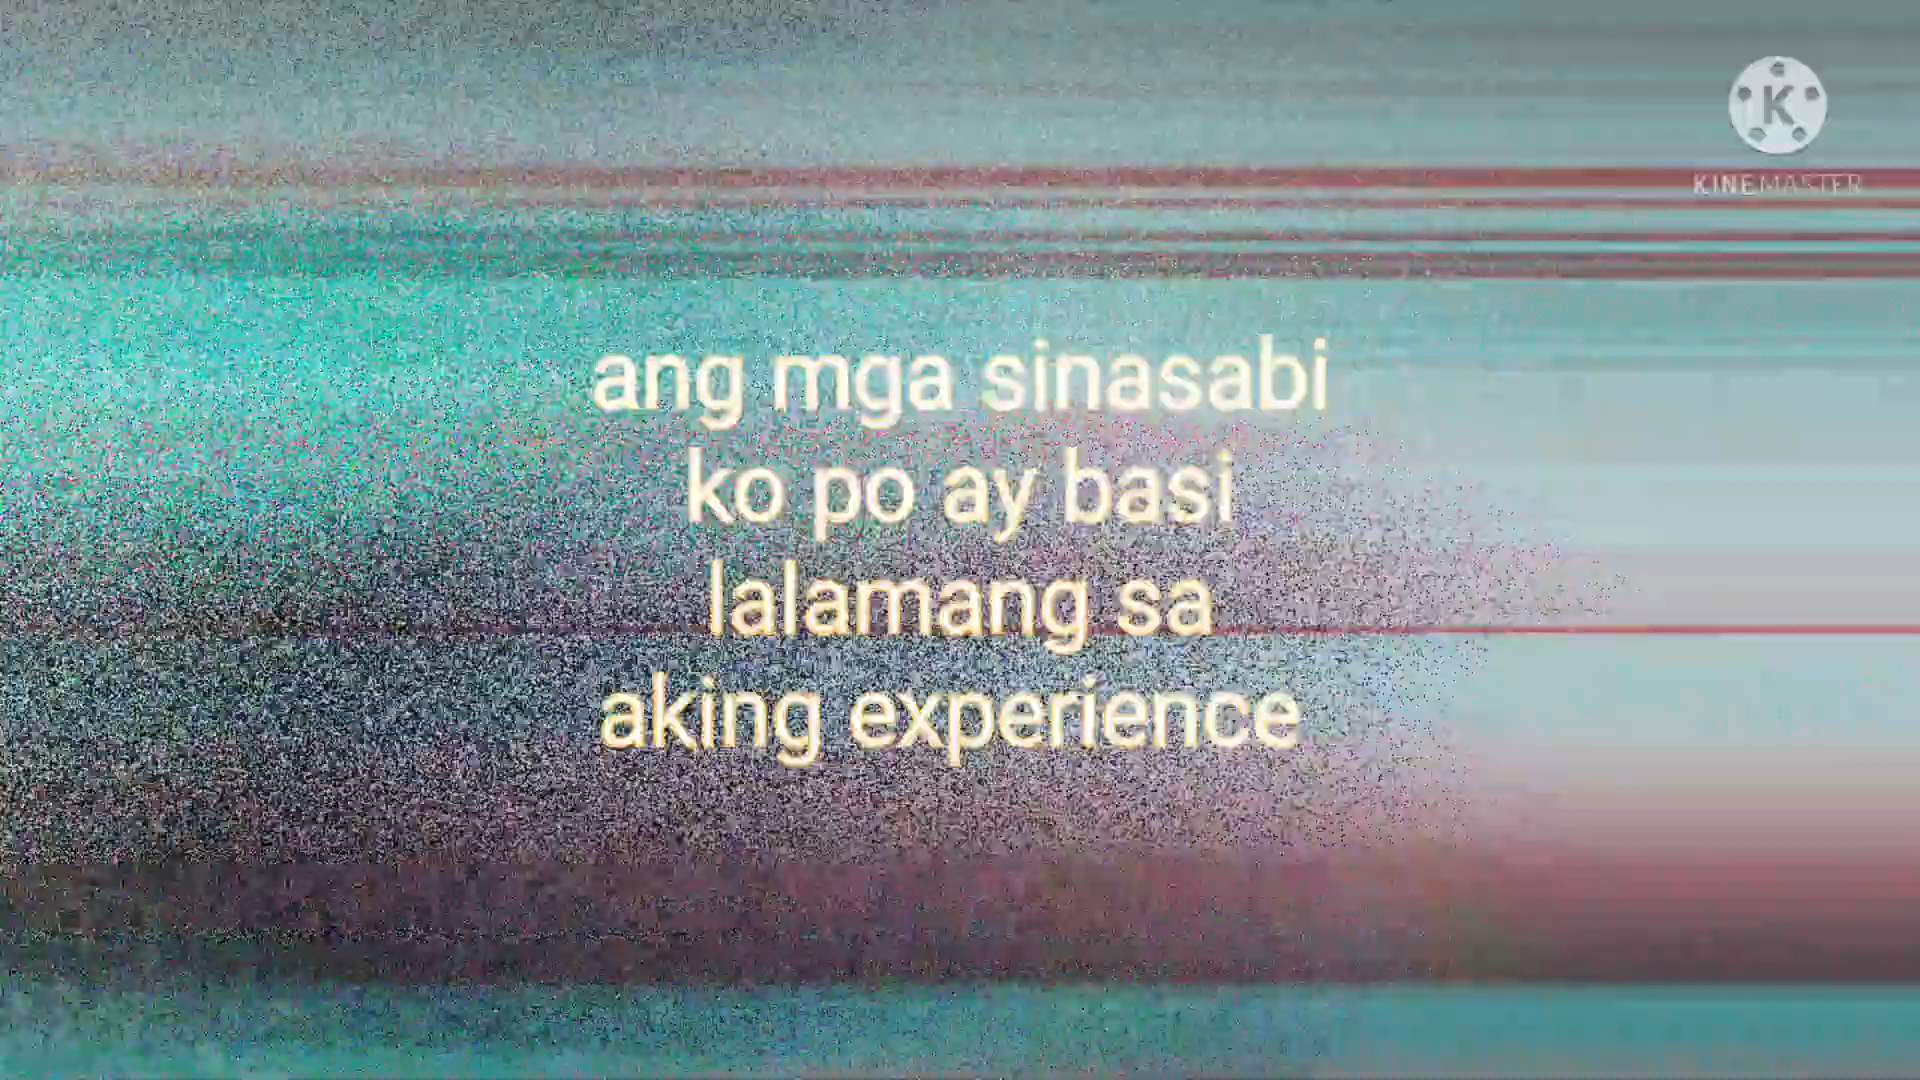 KINEMASTER
ang mga sinasabi
ko po ay basi
lalamang sa
aking experience